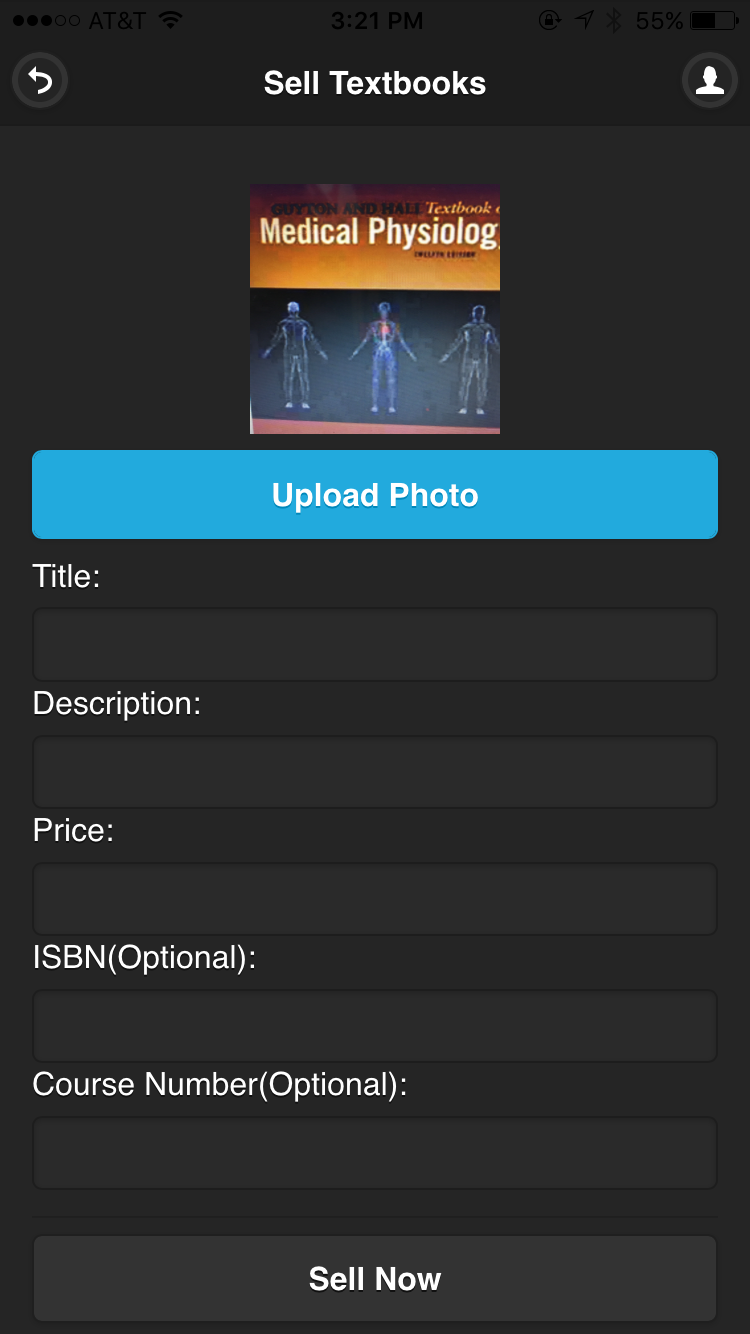 AT&T 3:21 PM 55%
Sell Textbooks
GUYTON AND HALL Textbook
Medical Physiolog
TWELFTH EDITION
Upload Photo
Title:
Description:
Price:
ISBN(Optional):
Course Number(Optional):
Sell Now